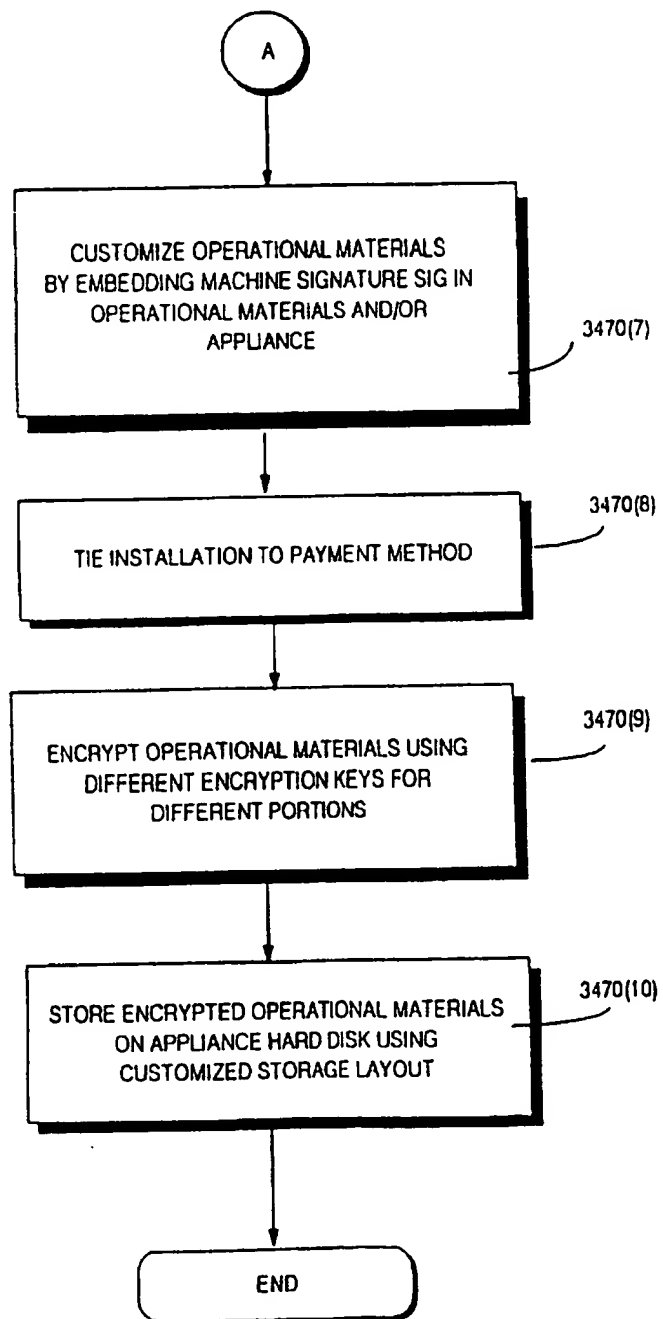 A
CUSTOMIZE OPERATIONAL MATERIALS
BY EMBEDDING MACHINE SIGNATURE SIG IN
OPERATIONAL MATERIALS AND/OR
APPLIANCE
3470(7)
TIE INSTALLATION TO PAYMENT METHOD
3470(8)
ENCRYPT OPERATIONAL MATERIALS USING
DIFFERENT ENCRYPTION KEYS FOR
DIFFERENT PORTIONS
3470(9)
STORE ENCRYPTED OPERATIONAL MATERIALS
ON APPLIANCE HARD DISK USING
CUSTOMIZED STORAGE LAYOUT
3470(10)
END